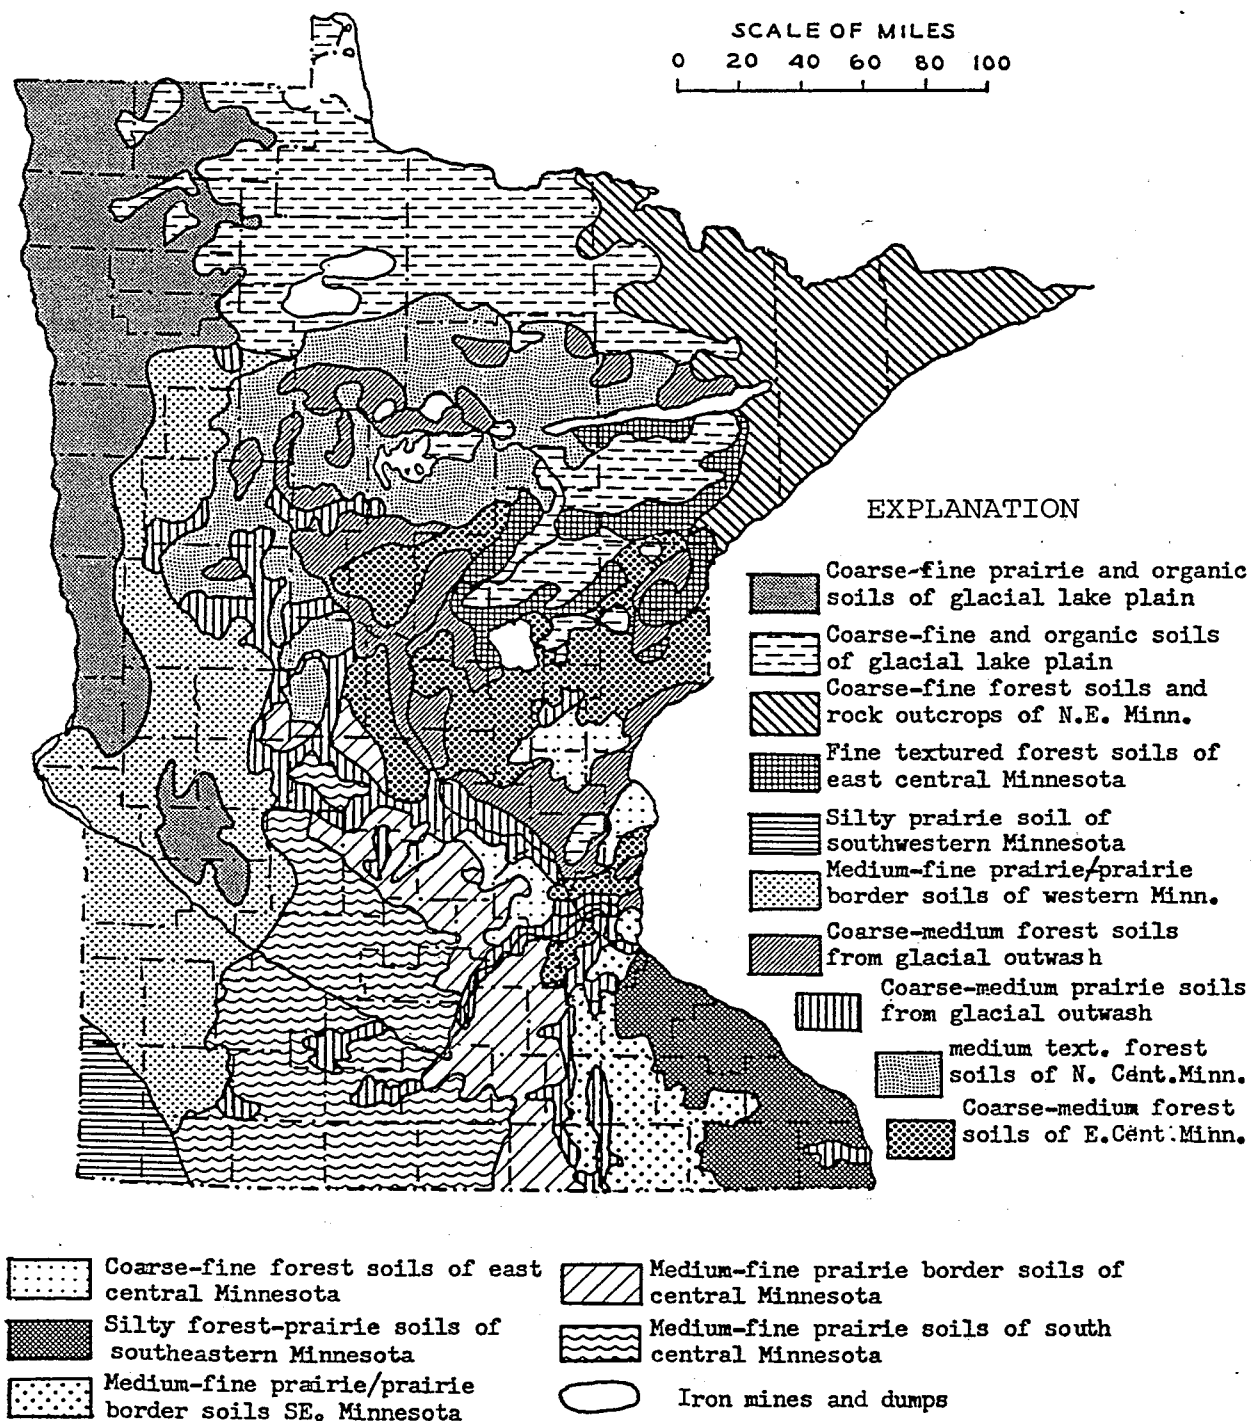 SCALE OF MILES
0 20 40 60 80 100
EXPLANATION
Coarse-fine prairie and organic
soils of glacial lake plain
Coarse-fine and organic soils
of glacial lake plain
Coarse-fine forest soils and
rock outcrops of N.E. Minn.
Fine textured forest soils of
east central Minnesota
Silty prairie soil of
southwestern Minnesota
Medium-fine prairie/prairie
border soils of western Minn.
Coarse-medium forest soils
from glacial outwash
Coarse-medium prairie soils
from glacial outwash
medium text. forest
soils of N. Cent.Minn.
Coarse-medium forest
soils of E.Cent.Minn.
Coarse-fine forest soils of east
central Minnesota
Silty forest-prairie soils of
southeastern Minnesota
Medium-fine prairie/prairie
border soils SE. Minnesota
Medium-fine prairie border soils of
central Minnesota
Medium-fine prairie soils of south
central Minnesota
Iron mines and dumps